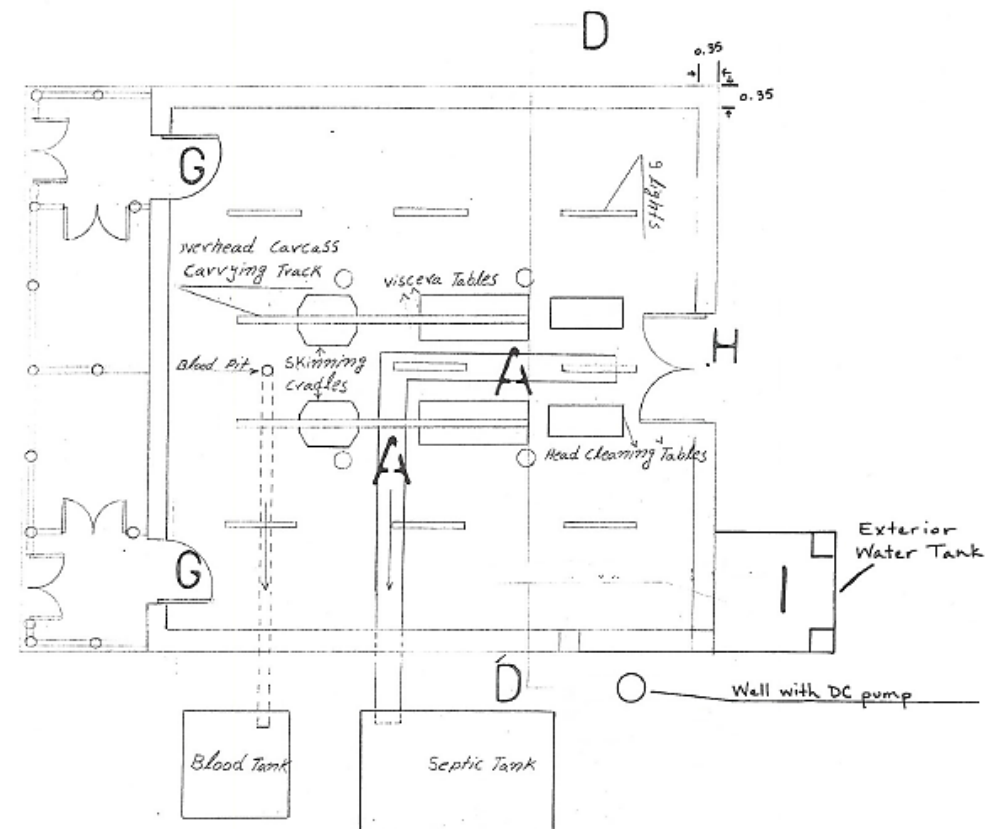 D
0.35
0.35
G
9 Lights
overhead Carcass
Carrying Track
viscera Tables
H
Blood Pit
Skinning
cradles
A
A
Head Cleaning Tables
Exterior
Water Tank
G
I
D́
Well with DC pump
Blood Tank
Septic Tank